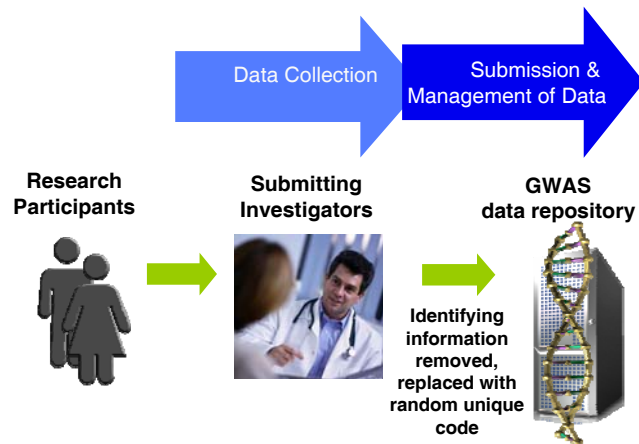 Data Collection
Submission &
Management of Data
Research
Participants
Submitting
Investigators
GWAS
data repository
Identifying
information
removed,
replaced with
random unique
code